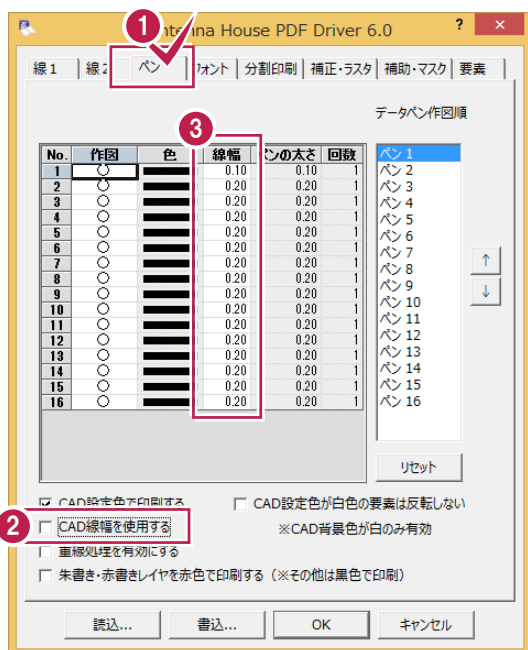 1
ntenna House PDF Driver 6.0 ? ×
線1 線2 ペン フォント 分割印刷 補正・ラスタ 補助・マスク 要素
データペン作図順
3
No. 作図 色 線幅 ペンの太さ 回数
1 0.10 0.10 1
2 0.20 0.20 1
3 0.20 0.20 1
4 0.20 0.20 1
5 0.20 0.20 1
6 0.20 0.20 1
7 0.20 0.20 1
8 0.20 0.20 1
9 0.20 0.20 1
10 0.20 0.20 1
11 0.20 0.20 1
12 0.20 0.20 1
13 0.20 0.20 1
14 0.20 0.20 1
15 0.20 0.20 1
16 0.20 0.20 1
ペン 1
ペン 2
ペン 3
ペン 4
ペン 5
ペン 6
ペン 7
ペン 8
ペン 9
ペン 10
ペン 11
ペン 12
ペン 13
ペン 14
ペン 15
ペン 16
↑
↓
リセット
CAD設定色で印刷する CAD設定色が白色の要素は反転しない
2 CAD線幅を使用する ※CAD背景色が白のみ有効
重線処理を有効にする
朱書き・赤書きレイヤを赤色で印刷する(※その他は黒色で印刷)
読込... 書込... OK キャンセル